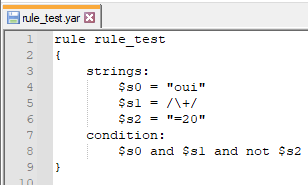 rule_test.yar
1 rule rule_test
2 {
3     strings:
4         $s0 = "oui"
5         $s1 = /\+/
6         $s2 = "=20"
7     condition:
8         $s0 and $s1 and not $s2
9 }
10